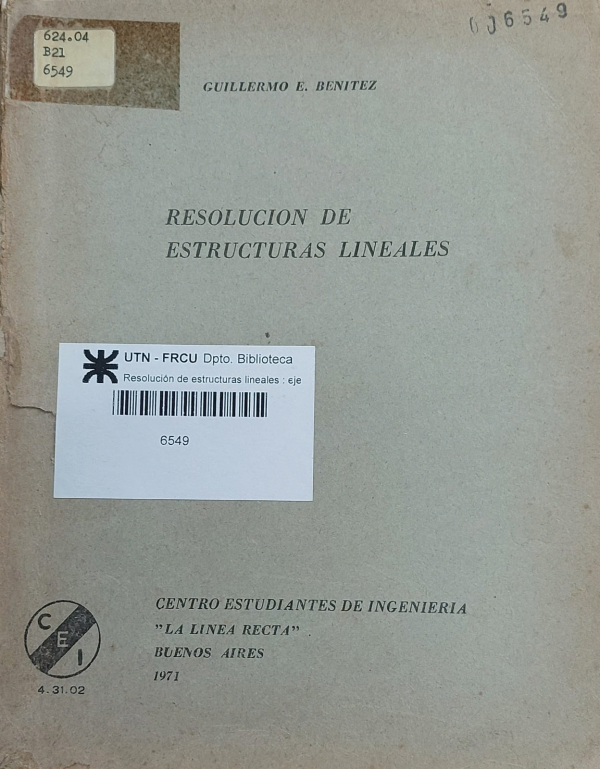 624.04
B21
6549
006549
GUILLERMO E. BENITEZ
RESOLUCION DE
ESTRUCTURAS LINEALES
UTN - FRCU Dpto. Biblioteca
Resolución de estructuras lineales : eje
6549
CENTRO ESTUDIANTES DE INGENIERIA
"LA LINEA RECTA"
BUENOS AIRES
1971
C
E
I
4.31.02